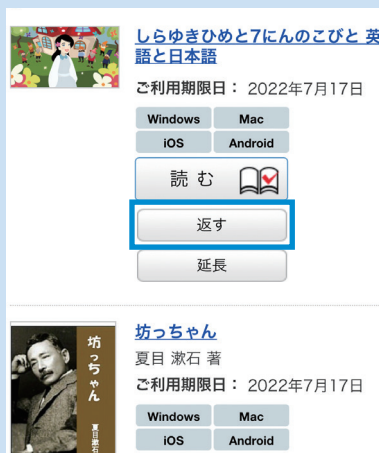 しらゆきひめと7にんのこびと 英
語と日本語
ご利用期限日： 2022年7月17日
Windows Mac
iOS Android
読む
返す
延長
坊っちゃん
夏目 漱石 著
ご利用期限日： 2022年7月17日
Windows Mac
iOS Android
坊っちゃん
夏目漱石